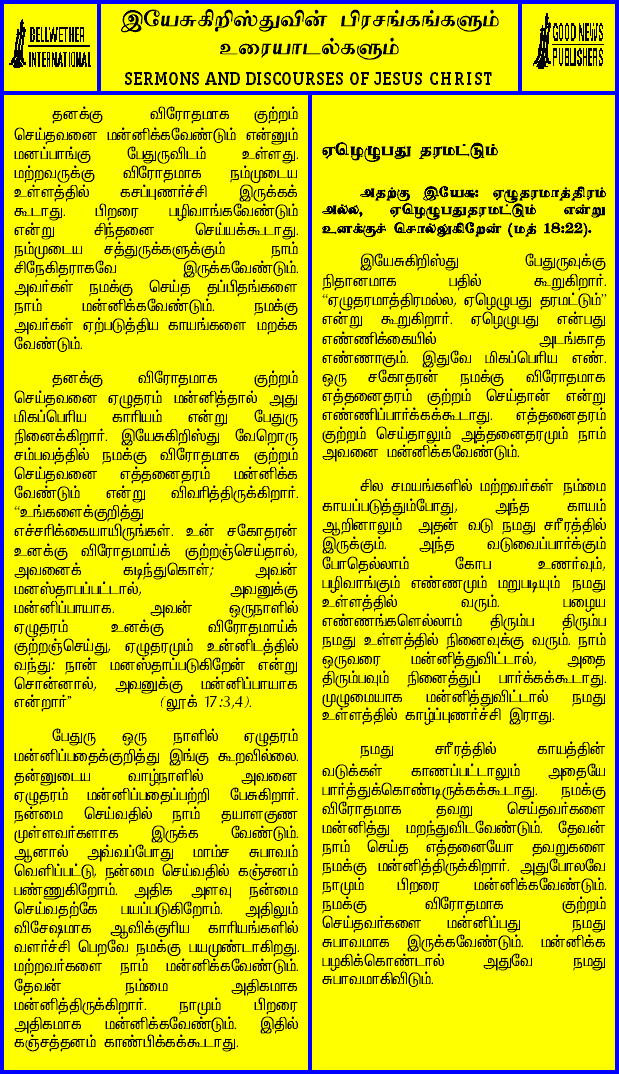 BELLWETHER
INTERNATIONAL
இயேசுகிறிஸ்துவின் பிரசங்கங்களும்
உரையாடல்களும்
SERMONS AND DISCOURSES OF JESUS CHRIST
GOOD NEWS
PUBLISHERS
தனக்கு விரோதமாக குற்றம்
செய்தவனை மன்னிக்கவேண்டும் என்னும்
மனப்பாங்கு பேதுருவிடம் உள்ளது.
மற்றவருக்கு விரோதமாக நம்முடைய
உள்ளத்தில் கசப்புணர்ச்சி இருக்கக்
கூடாது. பிறரை பழிவாங்கவேண்டும்
என்று சிந்தனை செய்யக்கூடாது.
நம்முடைய சத்துருக்களுக்கும் நாம்
சிநேகிதராகவே இருக்கவேண்டும்.
அவர்கள் நமக்கு செய்த தப்பிதங்களை
நாம் மன்னிக்கவேண்டும். நமக்கு
அவர்கள் ஏற்படுத்திய காயங்களை மறக்க
வேண்டும்.
தனக்கு விரோதமாக குற்றம்
செய்தவனை ஏழுதரம் மன்னித்தால் அது
மிகப்பெரிய காரியம் என்று பேதுரு
நினைக்கிறார். இயேசுகிறிஸ்து வேறொரு
சம்பவத்தில் நமக்கு விரோதமாக குற்றம்
செய்தவனை எத்தனைதரம் மன்னிக்க
வேண்டும் என்று விவரித்திருக்கிறார்.
“உங்களைக்குறித்து
எச்சரிக்கையாயிருங்கள். உன் சகோதரன்
உனக்கு விரோதமாய்க் குற்றஞ்செய்தால்,
அவனைக் கடிந்துகொள்; அவன்
மனஸ்தாபப்பட்டால், அவனுக்கு
மன்னிப்பாயாக. அவன் ஒருநாளில்
ஏழுதரம் உனக்கு விரோதமாய்க்
குற்றஞ்செய்து, ஏழுதரமும் உன்னிடத்தில்
வந்து: நான் மனஸ்தாப்படுகிறேன் என்று
சொன்னால், அவனுக்கு மன்னிப்பாயாக
என்றார்” (லூக் 17:3,4).
பேதுரு ஒரு நாளில் ஏழுதரம்
மன்னிப்பதைக்குறித்து இங்கு கூறவில்லை.
தன்னுடைய வாழ்நாளில் அவனை
ஏழுதரம் மன்னிப்பதைப்பற்றி பேசுகிறார்.
நன்மை செய்வதில் நாம் தயாளகுண
முள்ளவர்களாக இருக்க வேண்டும்.
ஆனால் அவ்வப்போது மாம்ச சுபாவம்
வெளிப்பட்டு, நன்மை செய்வதில் கஞ்சனம்
பண்ணுகிறோம். அதிக அளவு நன்மை
செய்வதற்கே பயப்படுகிறோம். அதிலும்
விசேஷமாக ஆவிக்குரிய காரியங்களில்
வளர்ச்சி பெறவே நமக்கு பயமுண்டாகிறது.
மற்றவர்களை நாம் மன்னிக்கவேண்டும்.
தேவன் நம்மை அதிகமாக
மன்னித்திருக்கிறார். நாமும் பிறரை
அதிகமாக மன்னிக்கவேண்டும். இதில்
கஞ்சத்தனம் காண்பிக்கக்கூடாது.
ஏழெழுபது தரமட்டும்
அதற்கு இயேசு: ஏழுதரமாத்திரம்
அல்ல, ஏழெழுபதுதரமட்டும் என்று
உனக்குச் சொல்லுகிறேன் (மத் 18:22).
இயேசுகிறிஸ்து பேதுருவுக்கு
நிதானமாக பதில் கூறுகிறார்.
“ஏழுதரமாத்திரமல்ல, ஏழெழுபது தரமட்டும்”
என்று கூறுகிறார். ஏழெழுபது என்பது
எண்ணிக்கையில் அடங்காத
எண்ணாகும். இதுவே மிகப்பெரிய எண்.
ஒரு சகோதரன் நமக்கு விரோதமாக
எத்தனைதரம் குற்றம் செய்தான் என்று
எண்ணிப்பார்க்கக்கூடாது. எத்தனைதரம்
குற்றம் செய்தாலும் அத்தனைதரமும் நாம்
அவனை மன்னிக்கவேண்டும்.
சில சமயங்களில் மற்றவர்கள் நம்மை
காயப்படுத்தும்போது, அந்த காயம்
ஆறினாலும் அதன் வடு நமது சரீரத்தில்
இருக்கும். அந்த வடுவைப்பார்க்கும்
போதெல்லாம் கோப உணர்வும்,
பழிவாங்கும் எண்ணமும் மறுபடியும் நமது
உள்ளத்தில் வரும். பழைய
எண்ணங்களெல்லாம் திரும்ப திரும்ப
நமது உள்ளத்தில் நினைவுக்கு வரும். நாம்
ஒருவரை மன்னித்துவிட்டால், அதை
திரும்பவும் நினைத்துப் பார்க்கக்கூடாது.
முழுமையாக மன்னித்துவிட்டால் நமது
உள்ளத்தில் காழ்ப்புணர்ச்சி இராது.
நமது சரீரத்தில் காயத்தின்
வடுக்கள் காணப்பட்டாலும் அதையே
பார்த்துக்கொண்டிருக்கக்கூடாது. நமக்கு
விரோதமாக தவறு செய்தவர்களை
மன்னித்து மறந்துவிடவேண்டும். தேவன்
நாம் செய்த எத்தனையோ தவறுகளை
நமக்கு மன்னித்திருக்கிறார். அதுபோலவே
நாமும் பிறரை மன்னிக்கவேண்டும்.
நமக்கு விரோதமாக குற்றம்
செய்தவர்களை மன்னிப்பது நமது
சுபாவமாக இருக்கவேண்டும். மன்னிக்க
பழகிக்கொண்டால் அதுவே நமது
சுபாவமாகிவிடும்.